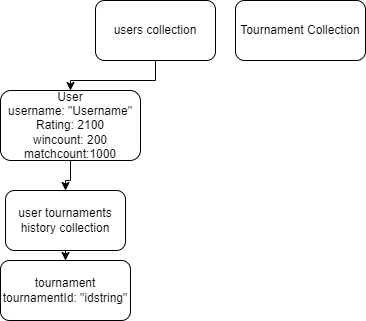 users collection
Tournament Collection
User
username: "Username"
Rating: 2100
wincount: 200
matchcount:1000
user tournaments
history collection
tournament
tournamentId: "idstring"